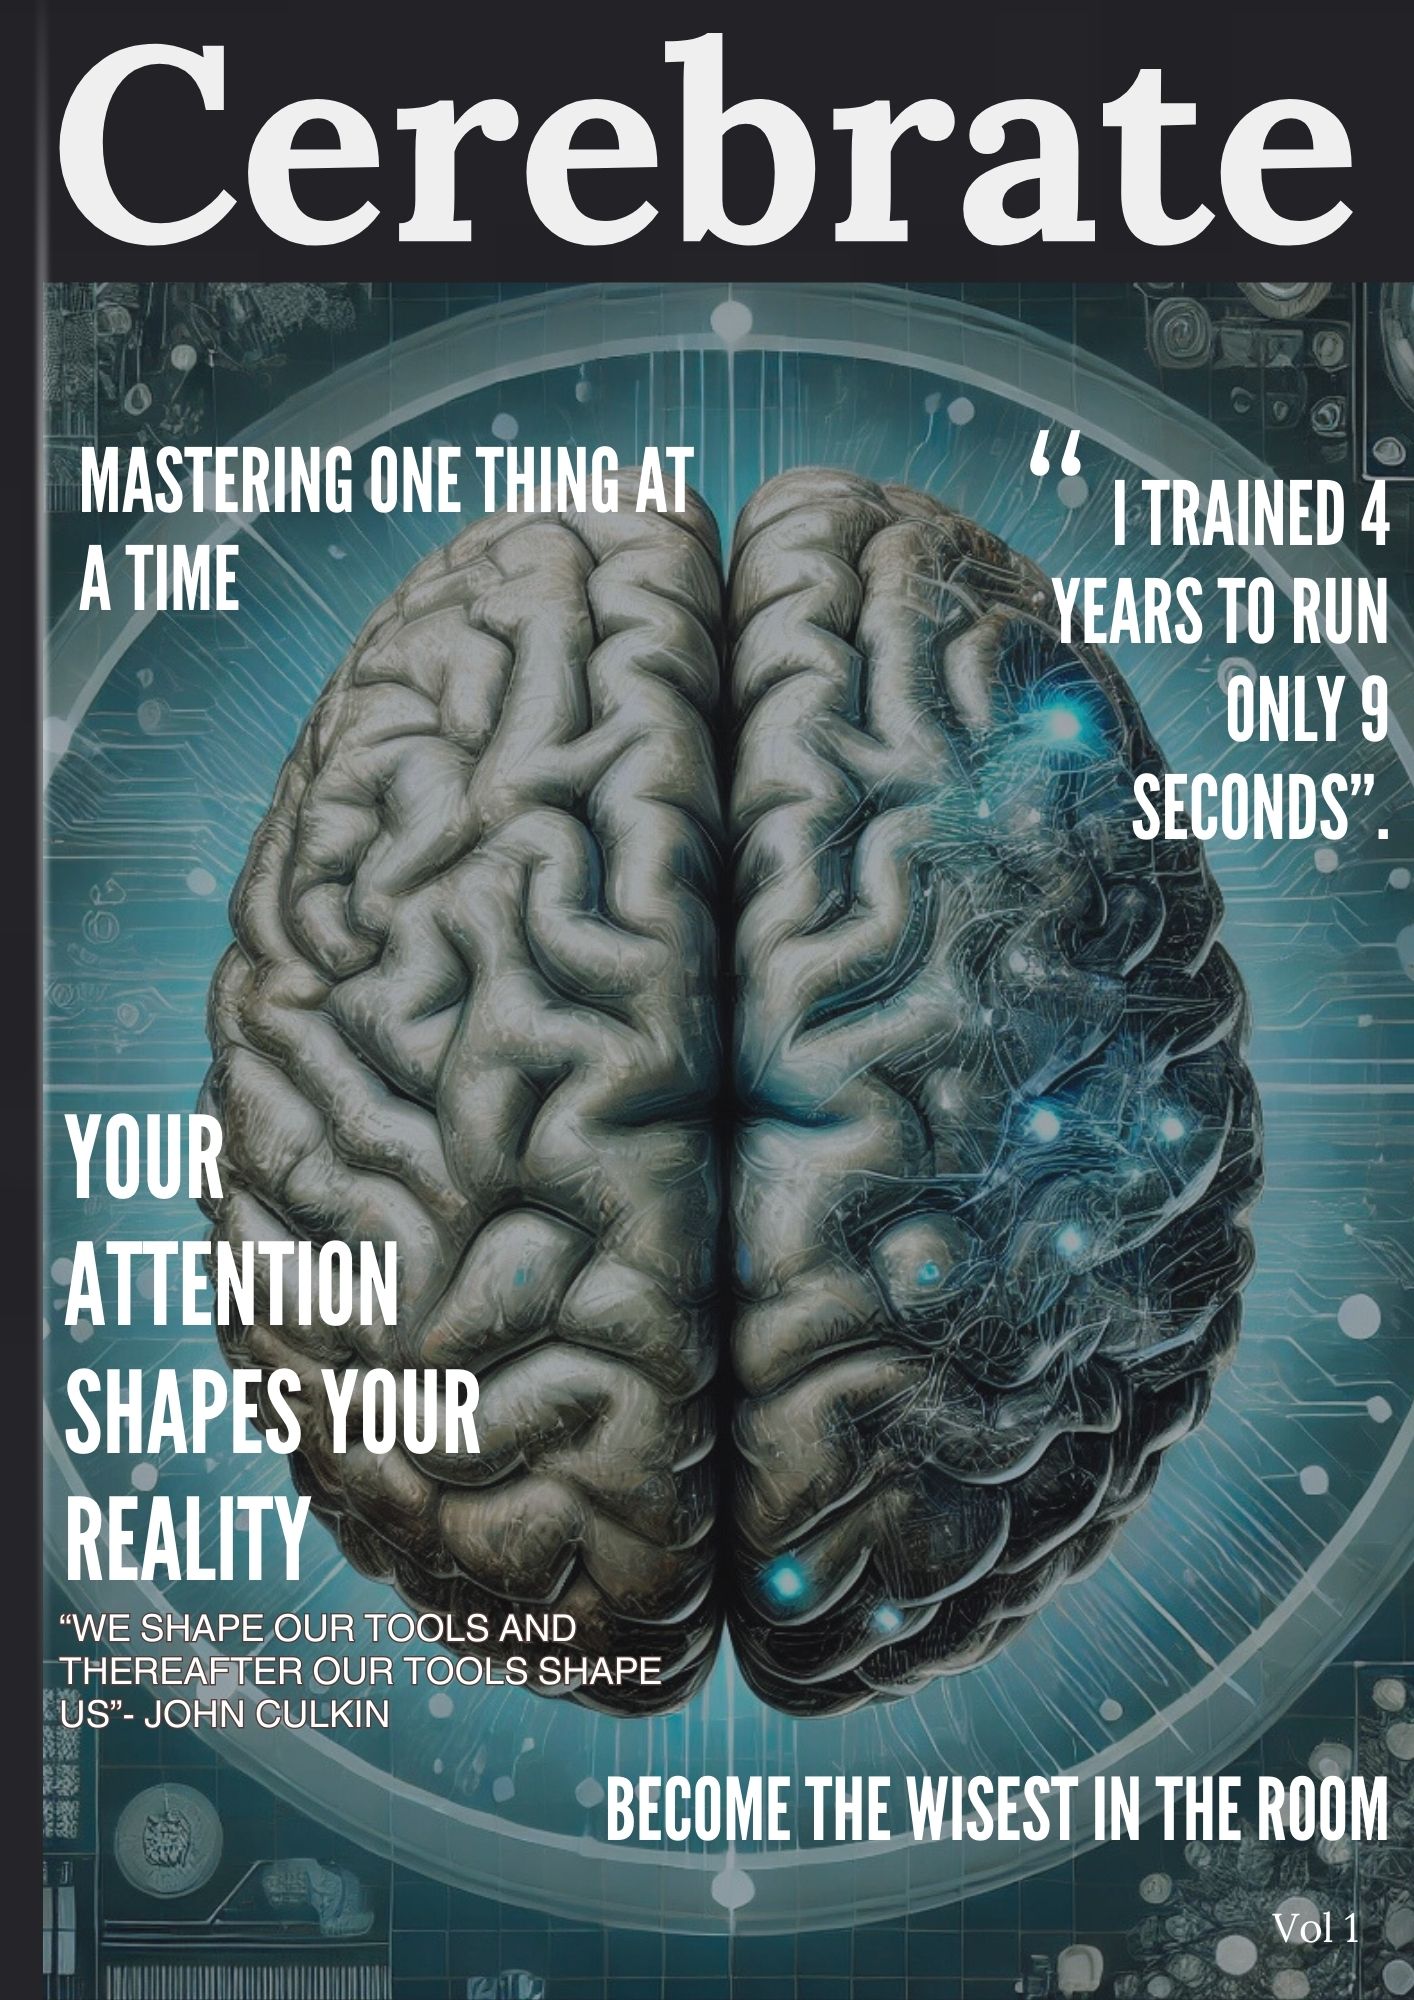 Cerebrate
MASTERING ONE THING AT
A TIME
“
I TRAINED 4
YEARS TO RUN
ONLY 9
SECONDS”.
YOUR
ATTENTION
SHAPES YOUR
REALITY
“WE SHAPE OUR TOOLS AND
THEREAFTER OUR TOOLS SHAPE
US”- JOHN CULKIN
BECOME THE WISEST IN THE ROOM
Vol 1